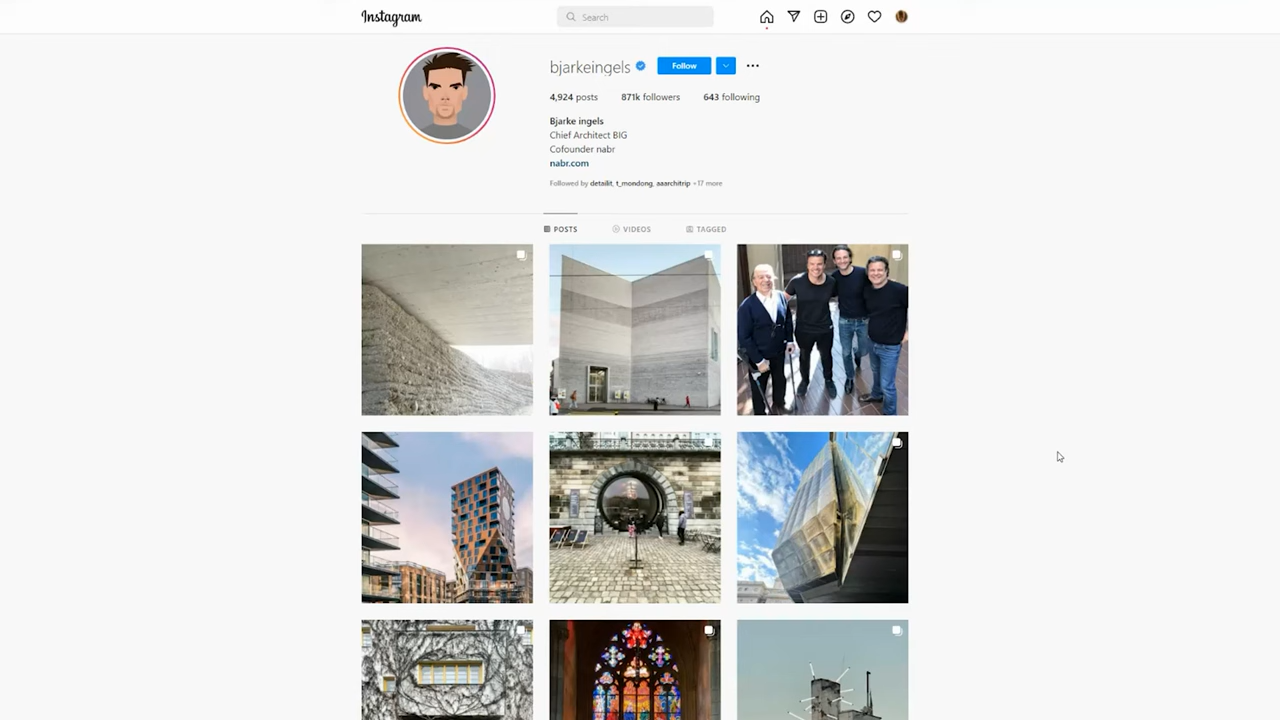 Instagram
Search
bjarkeingels
Follow
4,924 posts 871k followers 643 following
Bjarke ingels
Chief Architect BIG
Cofounder nabr
nabr.com
Followed by detailit, t_mondong, aaarchitrip +17 more
POSTS VIDEOS TAGGED